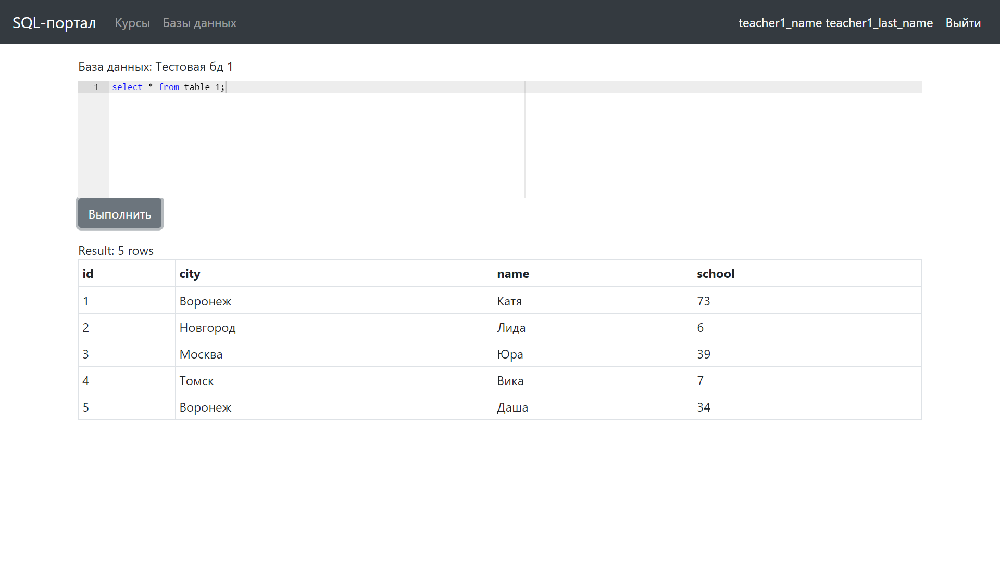 SQL-портал Курсы Базы данных teacher1_name teacher1_last_name Выйти
База данных: Тестовая бд 1
1 select * from table_1;
Выполнить
Result: 5 rows
id city name school
1 Воронеж Катя 73
2 Новгород Лида 6
3 Москва Юра 39
4 Томск Вика 7
5 Воронеж Даша 34